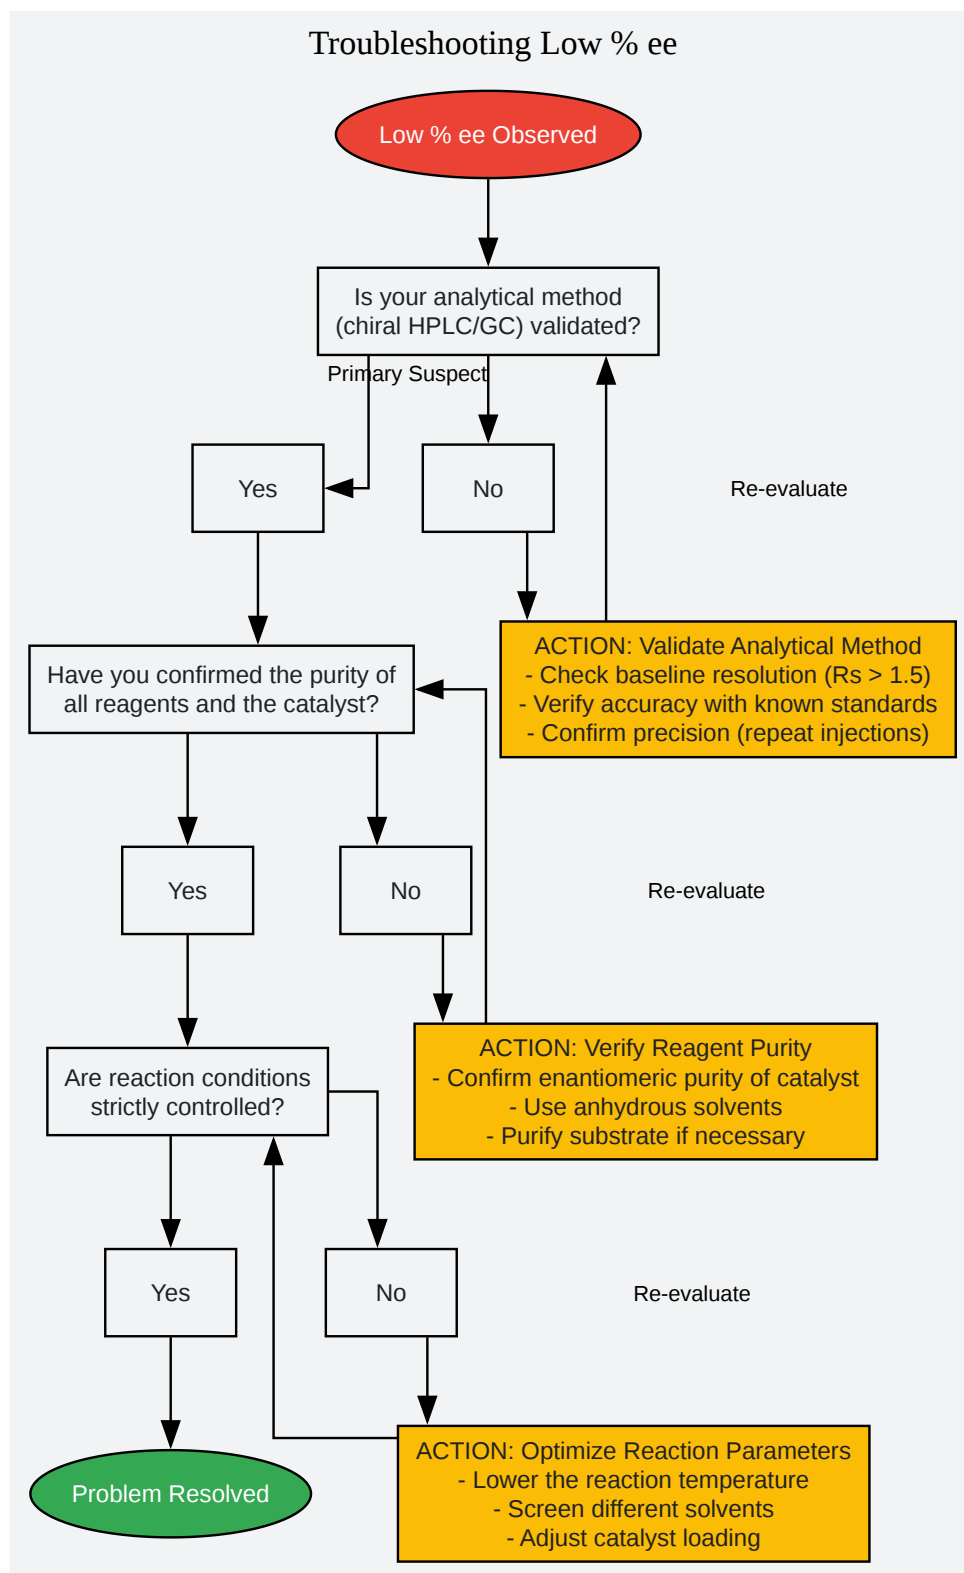 Troubleshooting Low % ee
Low % ee Observed
Is your analytical method
(chiral HPLC/GC) validated?
Primary Suspect
Yes
No
Re-evaluate
ACTION: Validate Analytical Method
- Check baseline resolution (Rs > 1.5)
- Verify accuracy with known standards
- Confirm precision (repeat injections)
Have you confirmed the purity of
all reagents and the catalyst?
Yes
No
Re-evaluate
ACTION: Verify Reagent Purity
- Confirm enantiomeric purity of catalyst
- Use anhydrous solvents
- Purify substrate if necessary
Are reaction conditions
strictly controlled?
Yes
No
Re-evaluate
ACTION: Optimize Reaction Parameters
- Lower the reaction temperature
- Screen different solvents
- Adjust catalyst loading
Problem Resolved